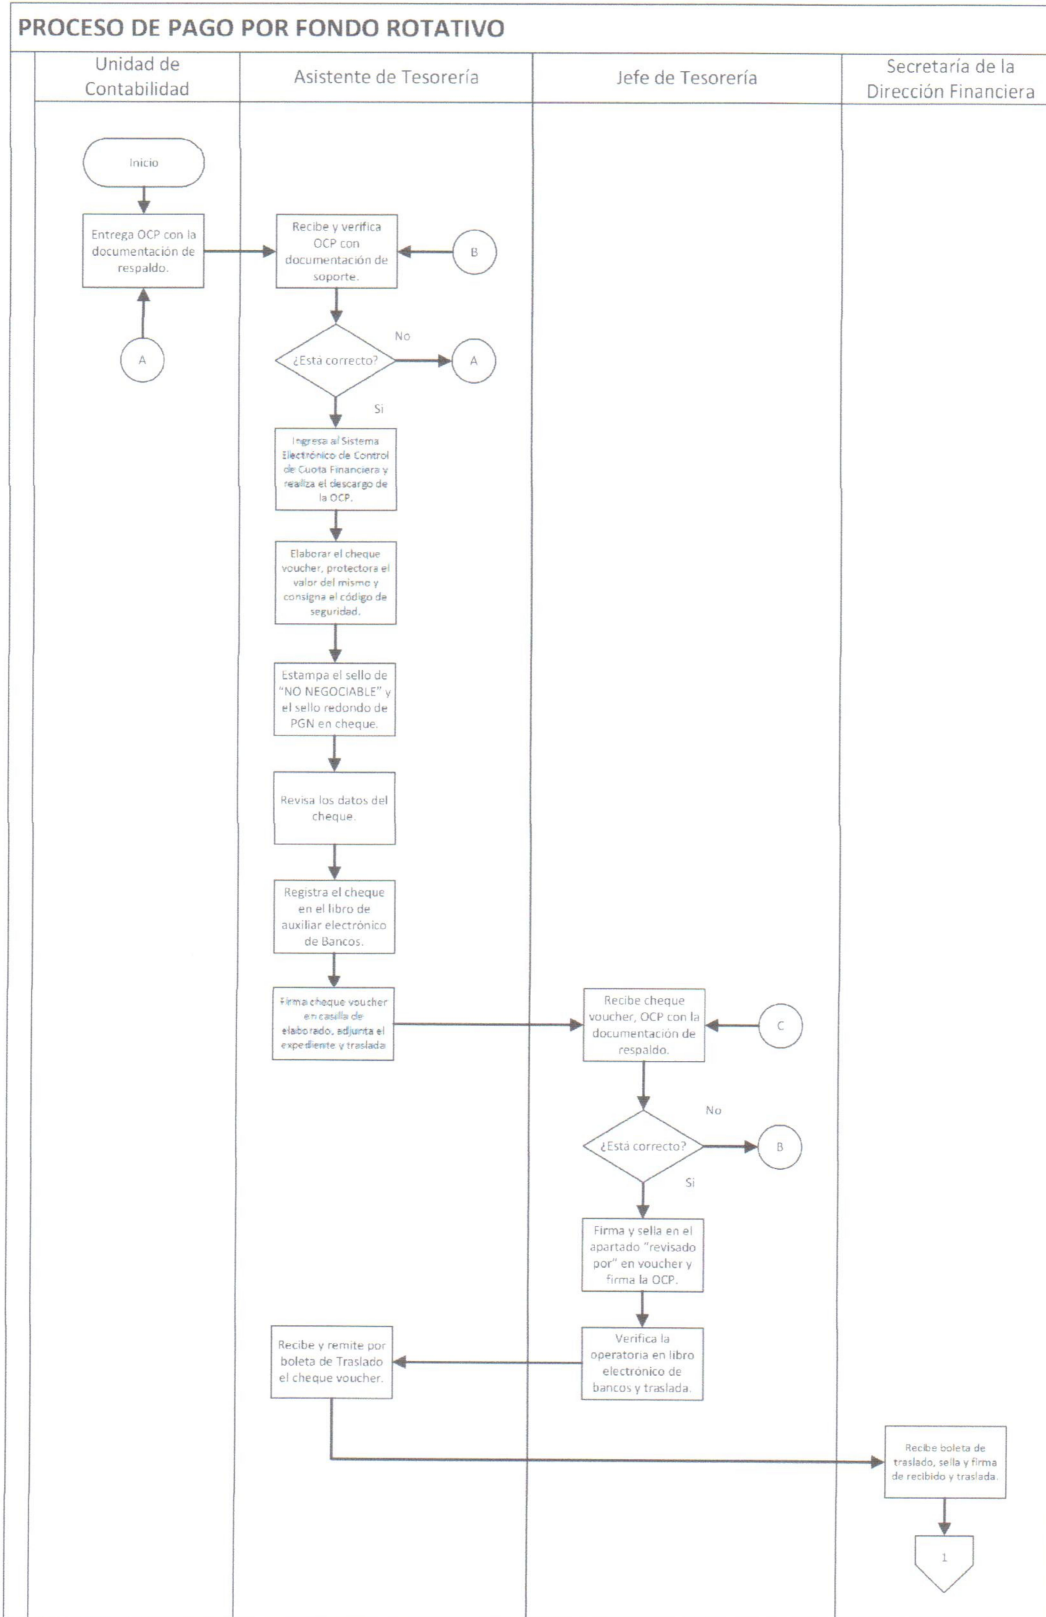 PROCESO DE PAGO POR FONDO ROTATIVO
Unidad de
Contabilidad
Asistente de Tesorería
Jefe de Tesorería
Secretaría de la
Dirección Financiera
Inicio
Entrega OCP con la
documentación de
respaldo.
Recibe y verifica
OCP con
documentación de
soporte.
B
A
¿Está correcto?
No
A
Si
Ingresa al Sistema
Electrónico de Control
de Cuota Financiera y
realiza el descargo de
la OCP.
Elaborar el cheque
voucher, protectora el
valor del mismo y
consigna el código de
seguridad.
Estampa el sello de
“NO NEGOCIABLE” y
el sello redondo de
PGN en cheque.
Revisa los datos del
cheque.
Registra el cheque
en el libro de
auxiliar electrónico
de Bancos.
Firma cheque voucher
en casilla de
elaborado, adjunta el
expediente y traslada
Recibe cheque
voucher, OCP con la
documentación de
respaldo.
C
¿Está correcto?
No
B
Si
Firma y sella en el
apartado “revisado
por” en voucher y
firma la OCP.
Verifica la
operatoria en libro
electrónico de
bancos y traslada.
Recibe y remite por
boleta de Traslado
el cheque voucher.
Recibe boleta de
traslado, sella y firma
de recibido y traslada.
1